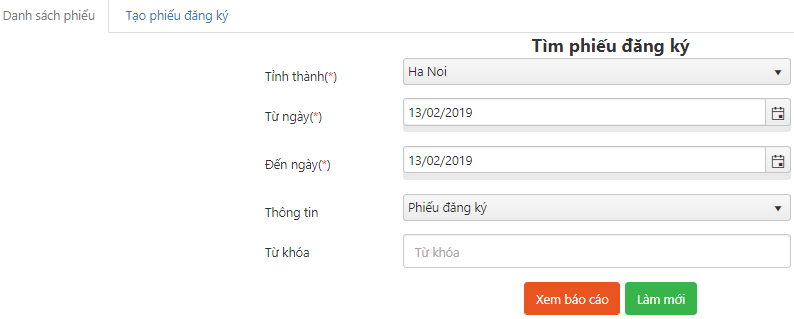 Danh sách phiếu Tạo phiếu đăng ký
Tìm phiếu đăng ký
Tỉnh thành(*) Ha Noi
Từ ngày(*) 13/02/2019
Đến ngày(*) 13/02/2019
Thông tin Phiếu đăng ký
Từ khóa Từ khóa
Xem báo cáo Làm mới